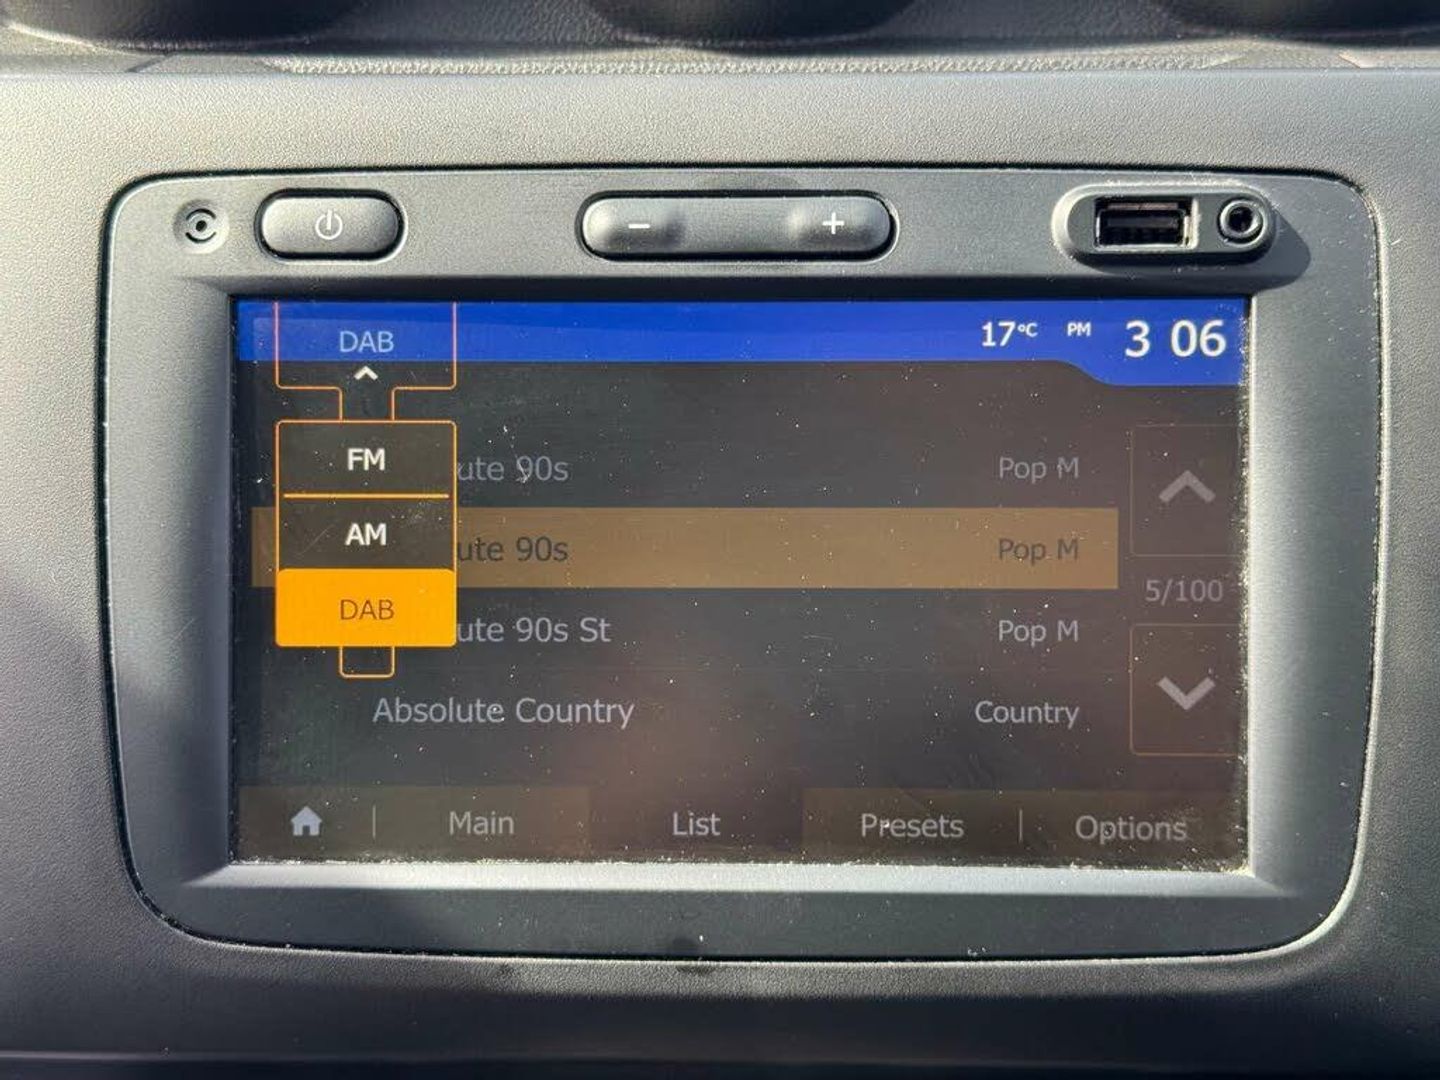 DAB
17°C PM 3 06
FM
ute 90s Pop M
AM
ute 90s Pop M
5/100
DAB
ute 90s St Pop M
Absolute Country Country
Main List Presets Options